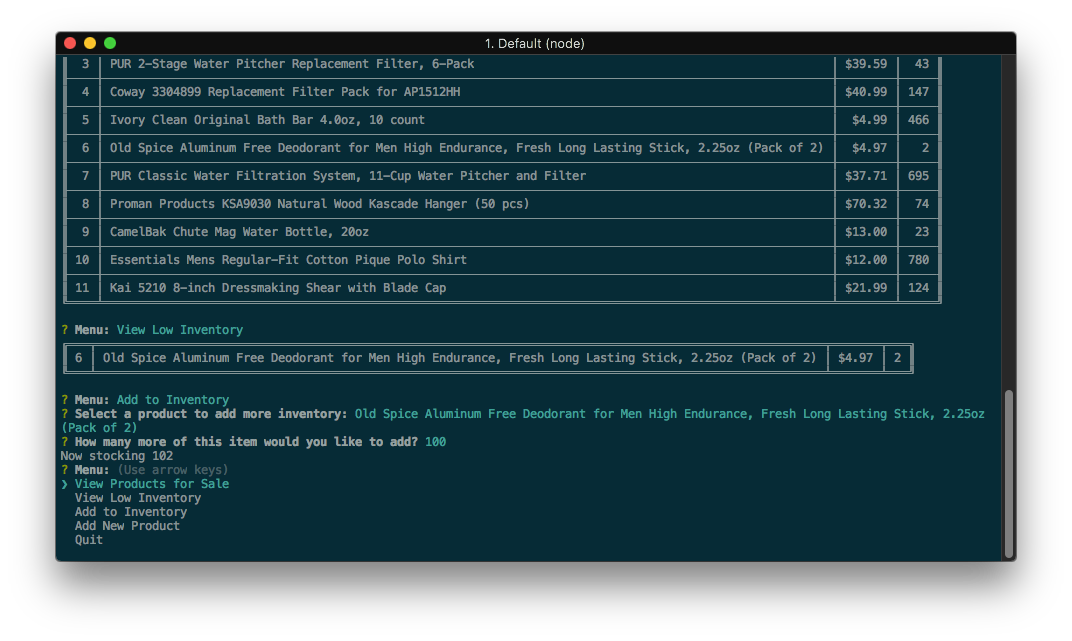 1. Default (node)
3 PUR 2-Stage Water Pitcher Replacement Filter, 6-Pack $39.59 43
4 Coway 3304899 Replacement Filter Pack for AP1512HH $40.99 147
5 Ivory Clean Original Bath Bar 4.0oz, 10 count $4.99 466
6 Old Spice Aluminum Free Deodorant for Men High Endurance, Fresh Long Lasting Stick, 2.25oz (Pack of 2) $4.97 2
7 PUR Classic Water Filtration System, 11-Cup Water Pitcher and Filter $37.71 695
8 Proman Products KSA9030 Natural Wood Kascade Hanger (50 pcs) $70.32 74
9 CamelBak Chute Mag Water Bottle, 20oz $13.00 23
10 Essentials Mens Regular-Fit Cotton Pique Polo Shirt $12.00 780
11 Kai 5210 8-inch Dressmaking Shear with Blade Cap $21.99 124
? Menu: View Low Inventory
6 Old Spice Aluminum Free Deodorant for Men High Endurance, Fresh Long Lasting Stick, 2.25oz (Pack of 2) $4.97 2
? Menu: Add to Inventory
? Select a product to add more inventory: Old Spice Aluminum Free Deodorant for Men High Endurance, Fresh Long Lasting Stick, 2.25oz
(Pack of 2)
? How many more of this item would you like to add? 100
Now stocking 102
? Menu: (Use arrow keys)
❯ View Products for Sale
View Low Inventory
Add to Inventory
Add New Product
Quit